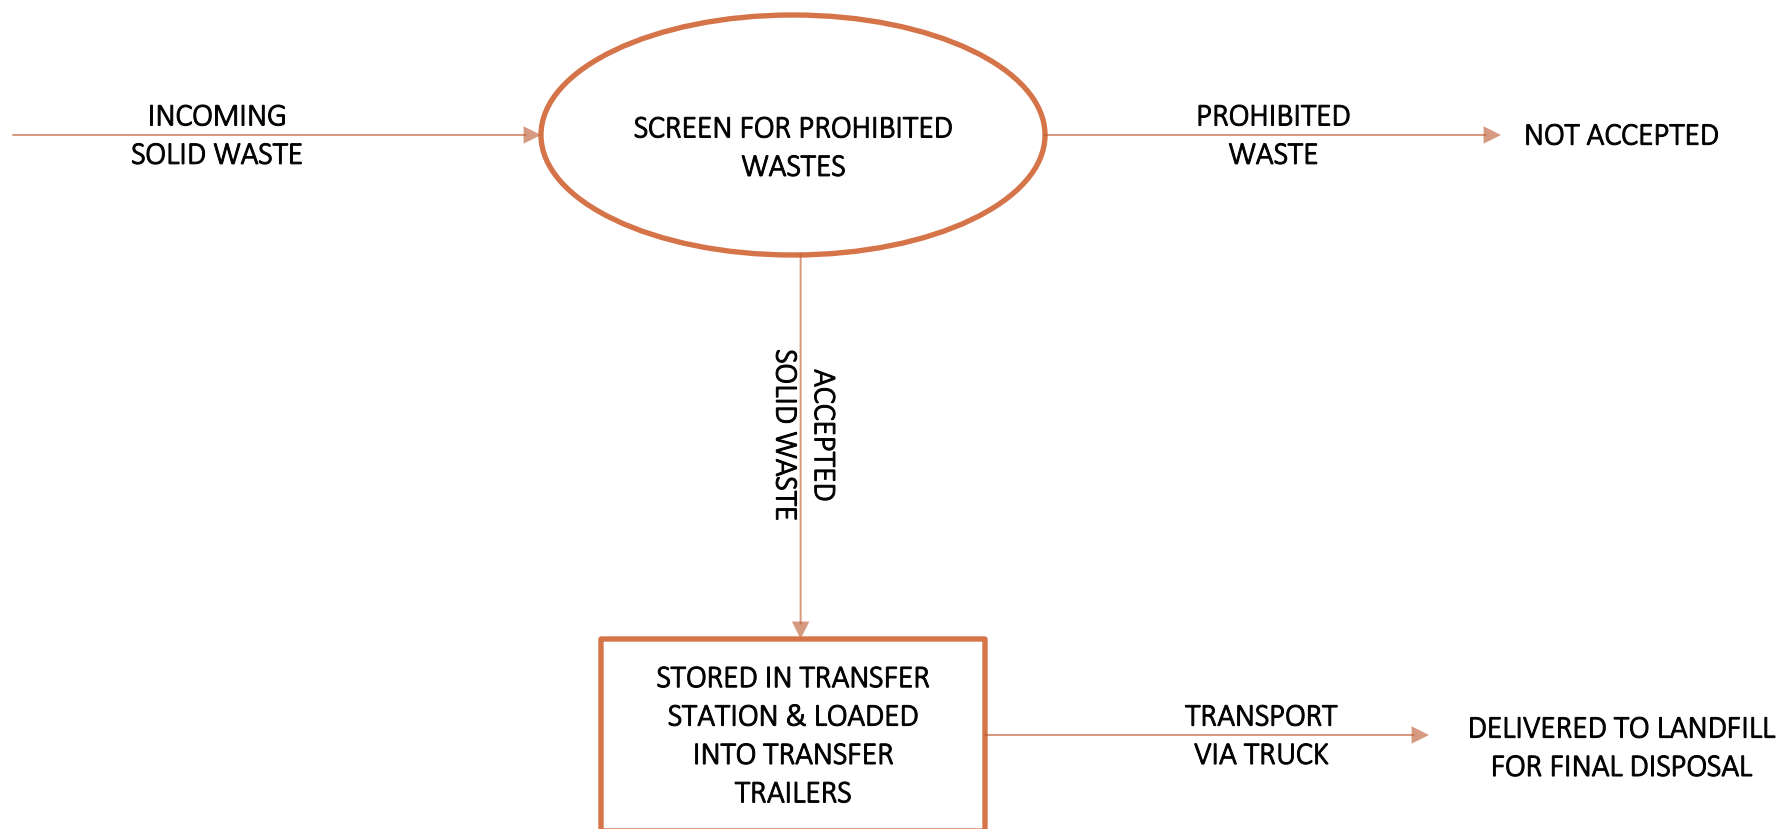 INCOMING
SOLID WASTE
SCREEN FOR PROHIBITED
WASTES
PROHIBITED
WASTE
NOT ACCEPTED
ACCEPTED
SOLID WASTE
STORED IN TRANSFER
STATION & LOADED
INTO TRANSFER
TRAILERS
TRANSPORT
VIA TRUCK
DELIVERED TO LANDFILL
FOR FINAL DISPOSAL